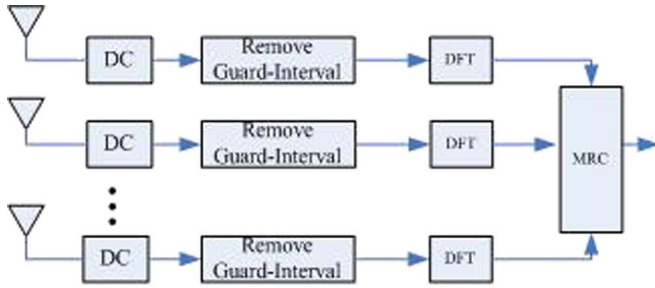 DC
Remove
Guard-Interval
DFT
DC
Remove
Guard-Interval
DFT
MRC
DC
Remove
Guard-Interval
DFT